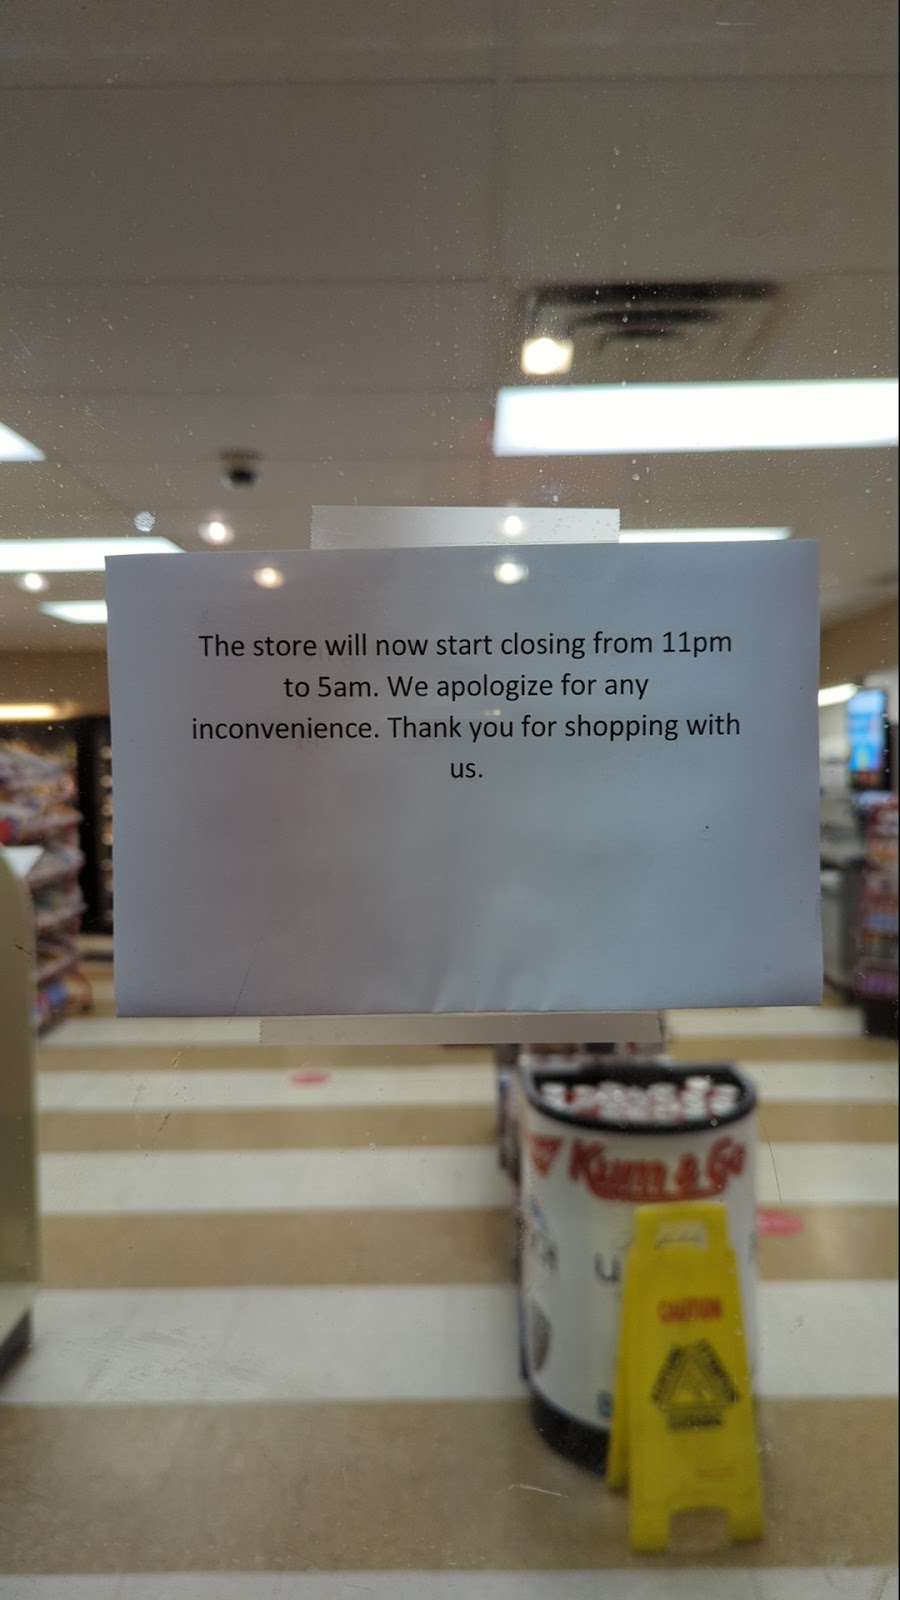 The store will now start closing from 11pm
to 5am. We apologize for any
inconvenience. Thank you for shopping with
us.
Kum & Go
CAUTION